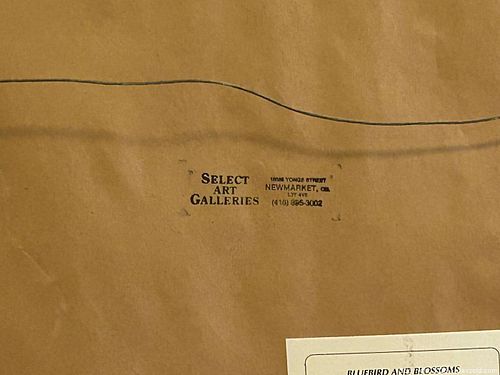 SELECT
ART
GALLERIES
YONGE STREET
NEWMARKET, ON.
(416) 895-3002
BLUEBIRD AND BLOSSOMS